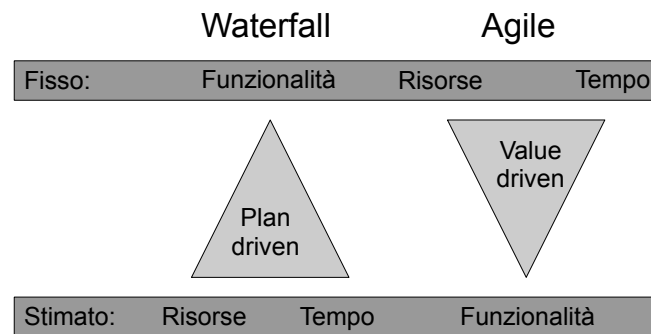 Waterfall Agile
Fisso: Funzionalità Risorse Tempo
Value
driven
Plan
driven
Stimato: Risorse Tempo Funzionalità